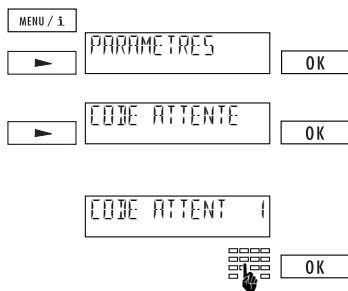 MENU / i
PARAMETRES
OK
CODE ATTENTE
OK
CODE ATTENT 1
OK